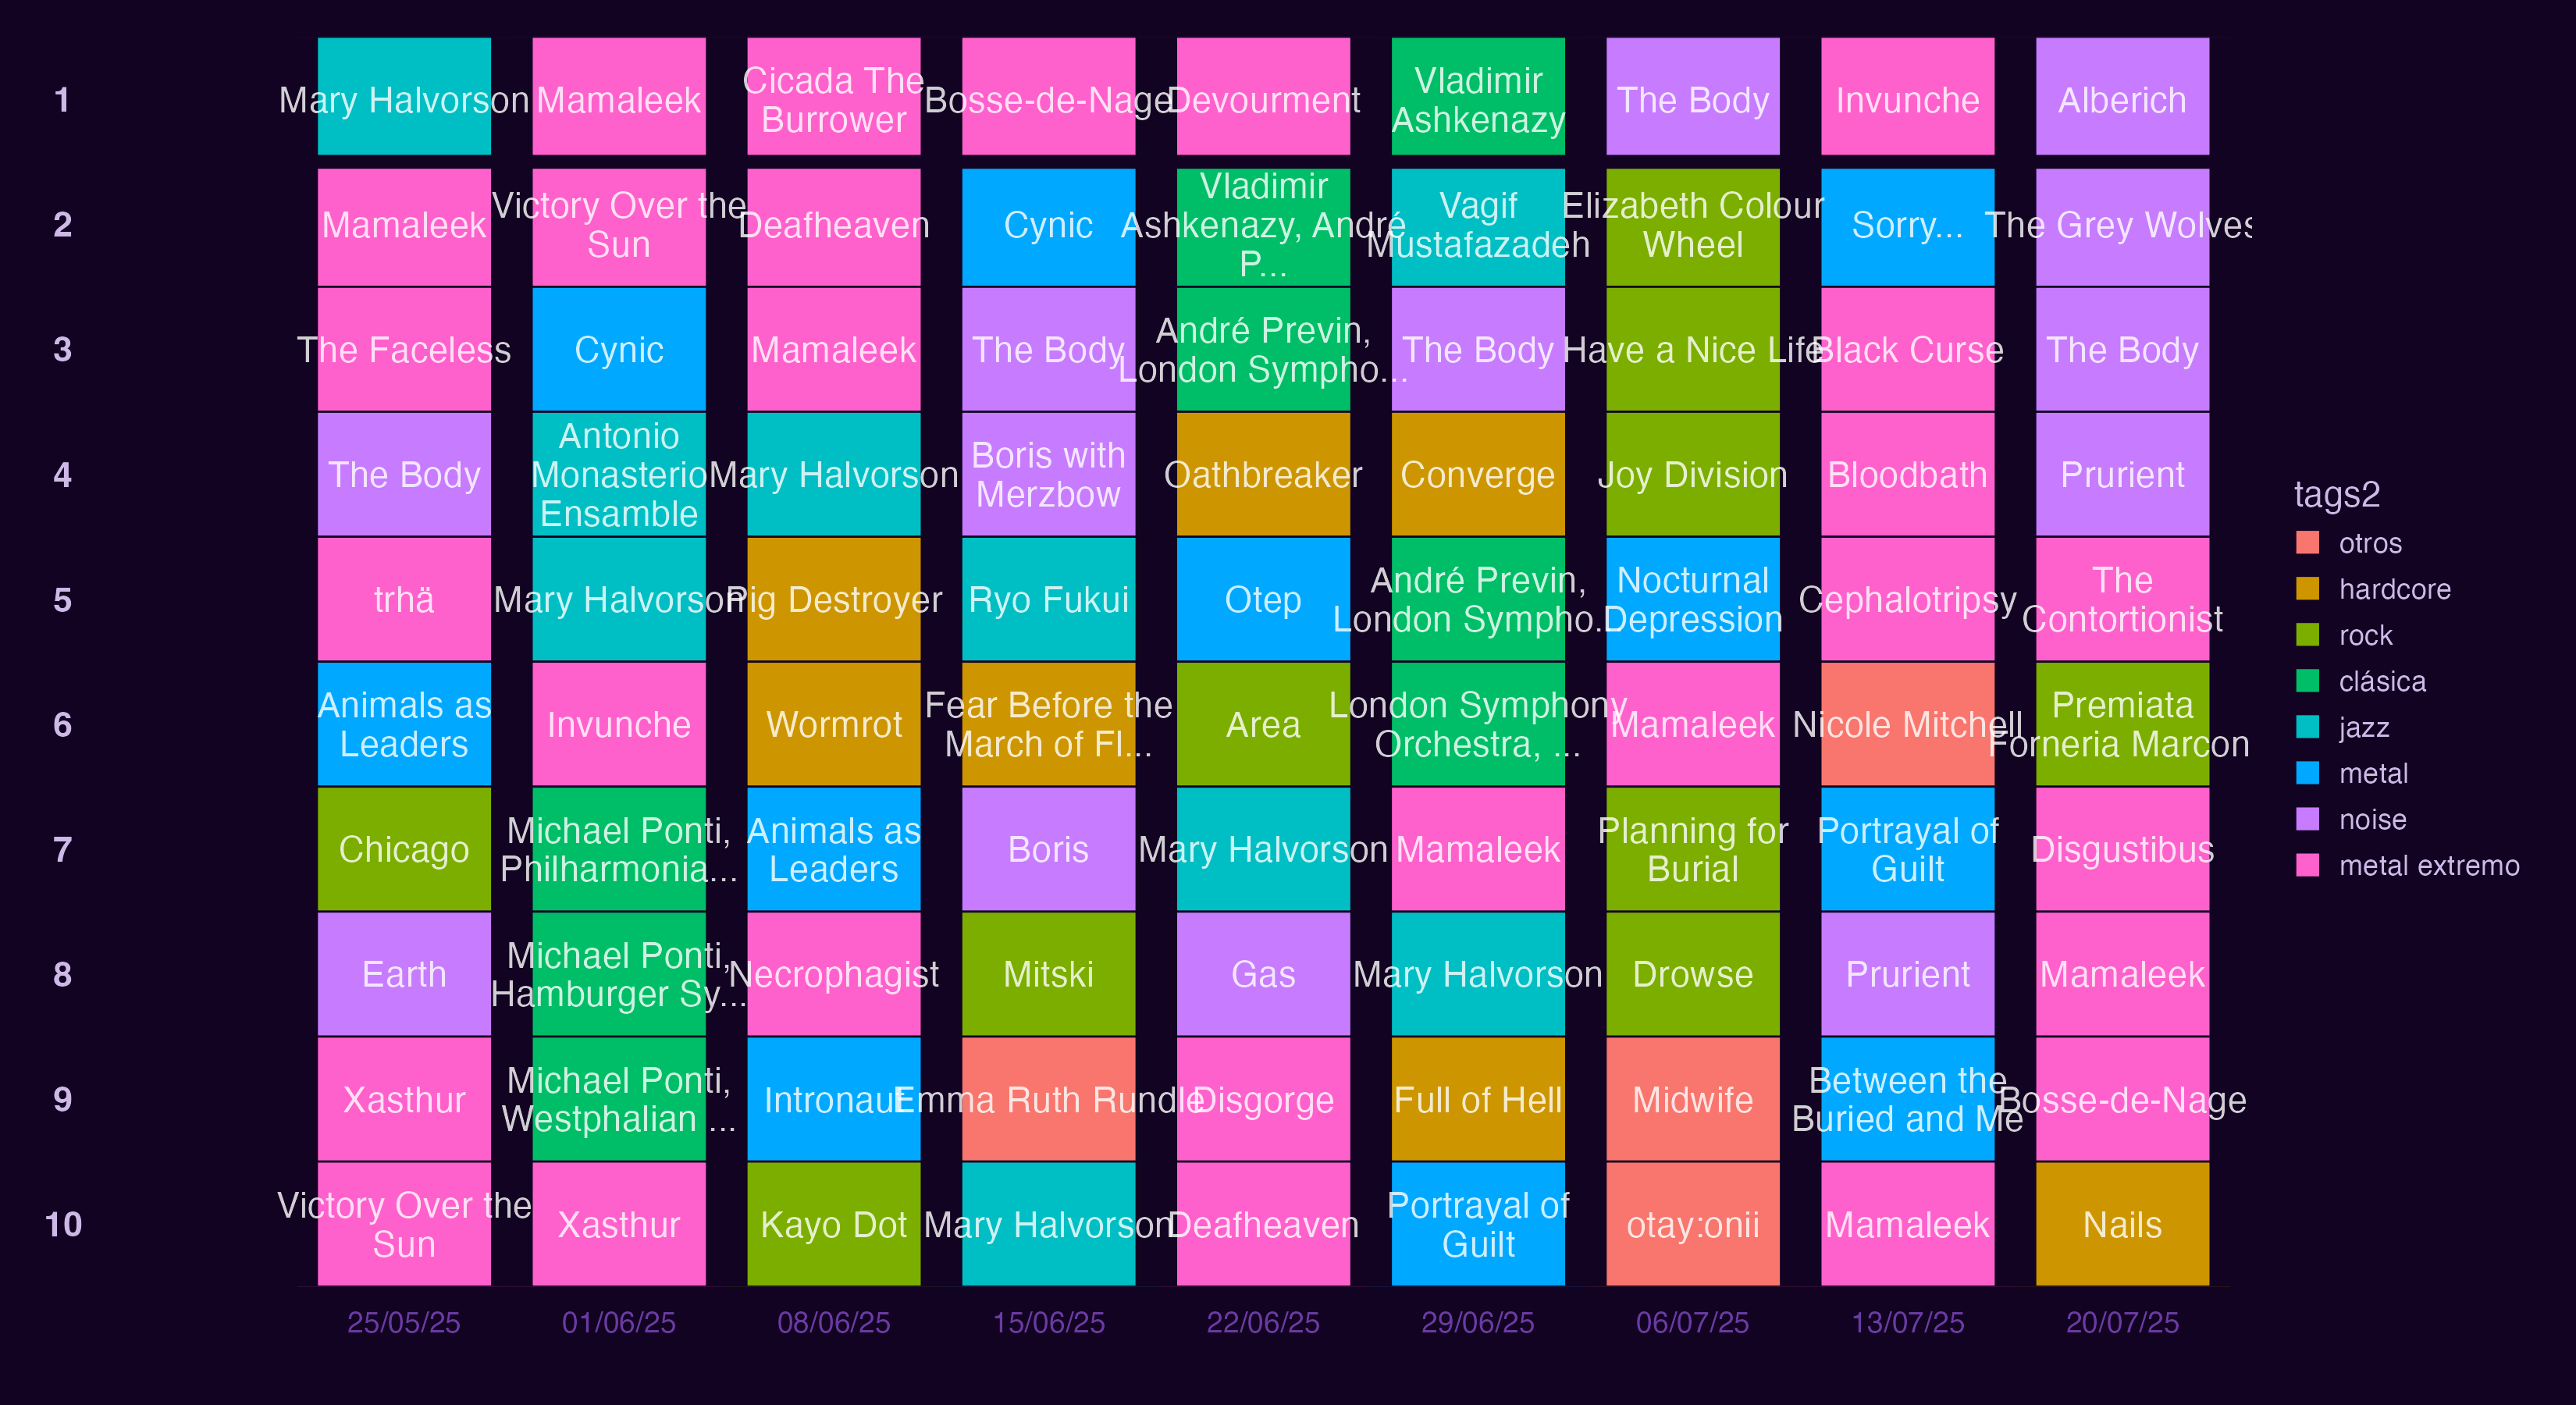 1
Mary Halvorson
Mamaleek
Cicada The
Burrower
Bosse-de-Nage
Devourment
Vladimir
Ashkenazy
The Body
Invunche
Alberich
2
Mamaleek
Victory Over the
Sun
Deafheaven
Cynic
Vladimir
Ashkenazy, André
P...
Vagif
Mustafazadeh
Elizabeth Colour
Wheel
Sorry...
The Grey Wolves
3
The Faceless
Cynic
Mamaleek
The Body
André Previn,
London Sympho...
The Body
Have a Nice Life
Black Curse
The Body
4
The Body
Antonio
Monasterio
Ensamble
Mary Halvorson
Boris with
Merzbow
Oathbreaker
Converge
Joy Division
Bloodbath
Prurient
5
trhä
Mary Halvorson
Pig Destroyer
Ryo Fukui
Otep
André Previn,
London Sympho...
Nocturnal
Depression
Cephalotripsy
The
Contortionist
6
Animals as
Leaders
Invunche
Wormrot
Fear Before the
March of Fl...
Area
London Symphony
Orchestra, ...
Mamaleek
Nicole Mitchell
Premiata
Forneria Marcon
7
Chicago
Michael Ponti,
Philharmonia...
Animals as
Leaders
Boris
Mary Halvorson
Mamaleek
Planning for
Burial
Portrayal of
Guilt
Disgustibus
8
Earth
Michael Ponti,
Hamburger Sy...
Necrophagist
Mitski
Gas
Mary Halvorson
Drowse
Prurient
Mamaleek
9
Xasthur
Michael Ponti,
Westphalian ...
Intronaut
Emma Ruth Rundle
Disgorge
Full of Hell
Midwife
Between the
Buried and Me
Bosse-de-Nage
10
Victory Over the
Sun
Xasthur
Kayo Dot
Mary Halvorson
Deafheaven
Portrayal of
Guilt
otay:onii
Mamaleek
Nails
25/05/25
01/06/25
08/06/25
15/06/25
22/06/25
29/06/25
06/07/25
13/07/25
20/07/25
tags2
otros
hardcore
rock
clásica
jazz
metal
noise
metal extremo